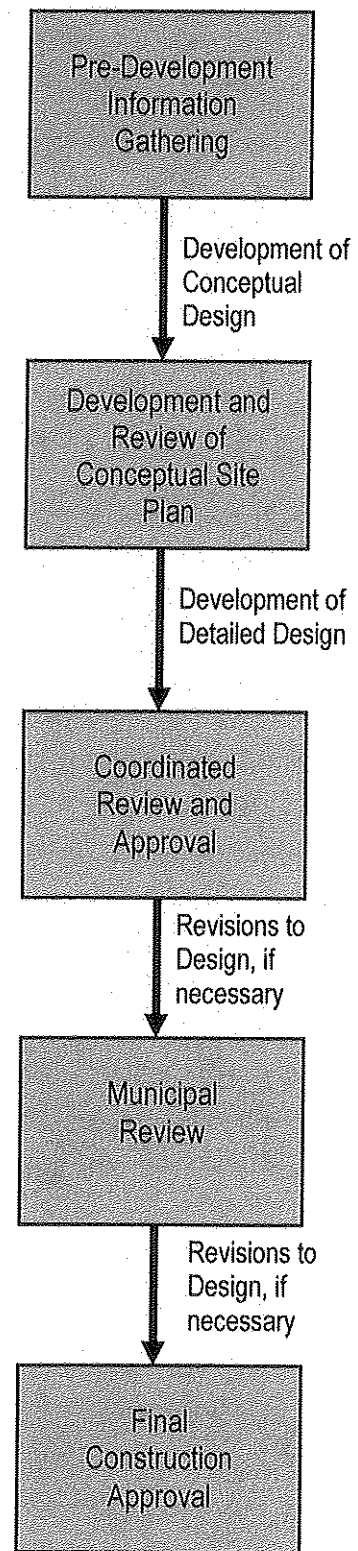 Pre-Development
Information
Gathering
Development of
Conceptual
Design
Development and
Review of
Conceptual Site
Plan
Development of
Detailed Design
Coordinated
Review and
Approval
Revisions to
Design, if
necessary
Municipal
Review
Revisions to
Design, if
necessary
Final
Construction
Approval